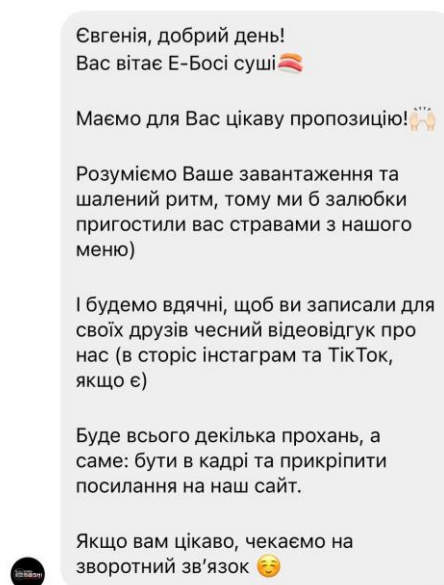 Євгенія, добрий день!
Вас вітає Е-Босі суші🍣
Маємо для Вас цікаву пропозицію!🙌🏻
Розуміємо Ваше завантаження та
шалений ритм, тому ми б залюбки
пригостили вас стравами з нашого
меню)
І будемо вдячні, щоб ви записали для
своїх друзів чесний відеовідгук про
нас (в сторіс інстаграм та ТікТок,
якщо є)
Буде всього декілька прохань, а
саме: бути в кадрі та прикріпити
посилання на наш сайт.
Якщо вам цікаво, чекаємо на
зворотний зв’язок ☺️